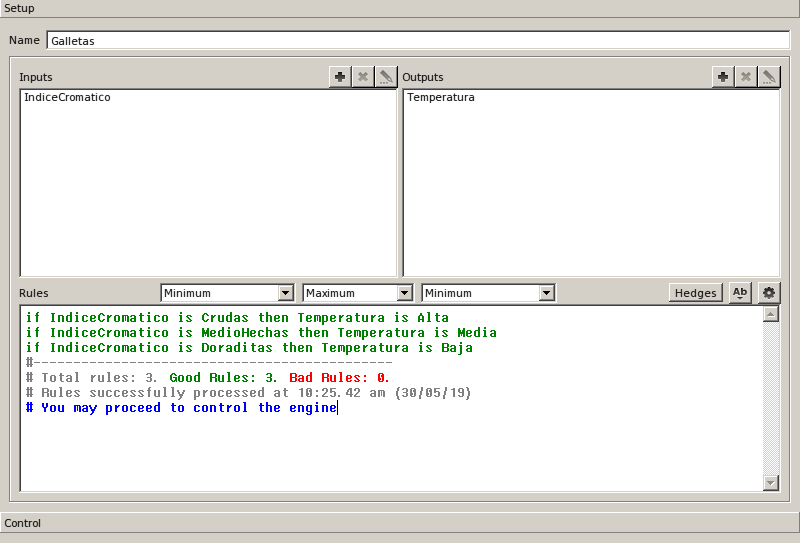 Setup
Name Galletas
Inputs Outputs
IndiceCromatico Temperatura
Rules Minimum Maximum Minimum Hedges Ab
if IndiceCromatico is Crudas then Temperatura is Alta
if IndiceCromatico is MedioHechas then Temperatura is Media
if IndiceCromatico is Doraditas then Temperatura is Baja
#---------------------------------------------
# Total rules: 3. Good Rules: 3. Bad Rules: 0.
# Rules successfully processed at 10:25.42 am (30/05/19)
# You may proceed to control the engine
Control